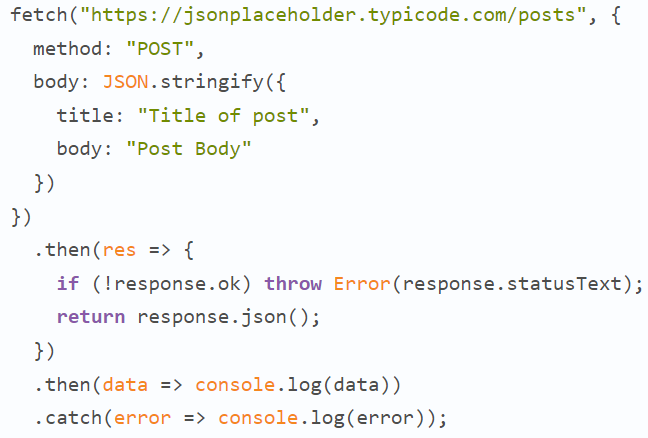 fetch("https://jsonplaceholder.typicode.com/posts", {
  method: "POST",
  body: JSON.stringify({
    title: "Title of post",
    body: "Post Body"
  })
})
  .then(res => {
    if (!response.ok) throw Error(response.statusText);
    return response.json();
  })
  .then(data => console.log(data))
  .catch(error => console.log(error));